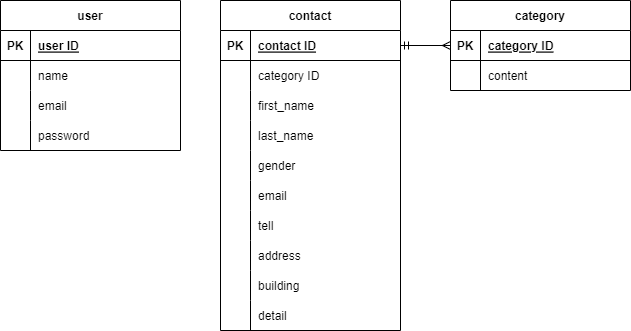 user
PK user ID
name
email
password
contact
PK contact ID
category ID
first_name
last_name
gender
email
tell
address
building
detail
category
PK category ID
content